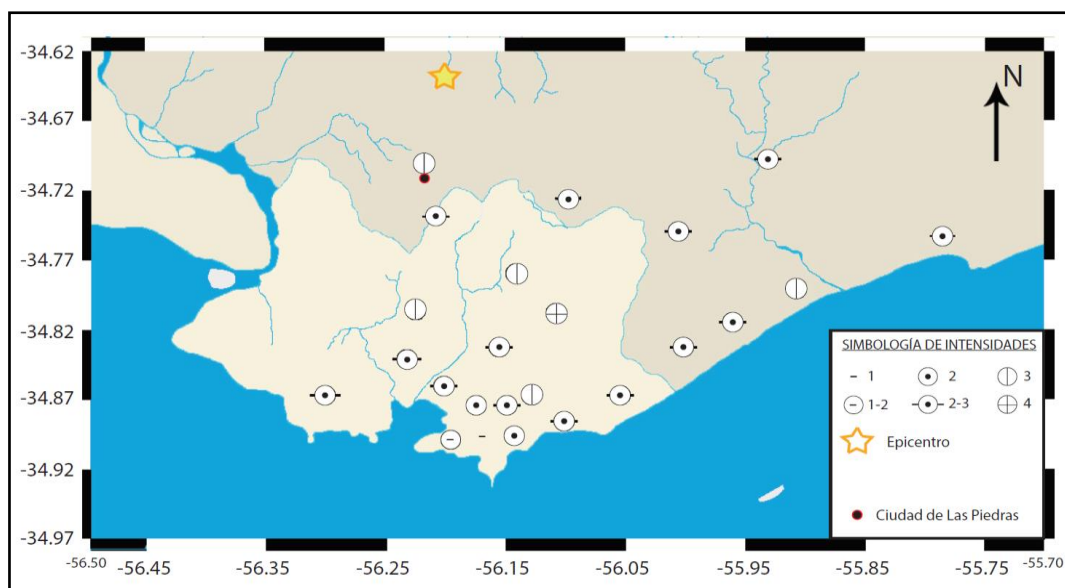 -34.62
-34.67
-34.72
-34.77
-34.82
-34.87
-34.92
-34.97
N
SIMBOLOGÍA DE INTENSIDADES
1 2 3
1-2 2-3 4
Epicentro
Ciudad de Las Piedras
-56.50 -56.45 -56.35 -56.25 -56.15 -56.05 -55.95 -55.85 -55.75 -55.70